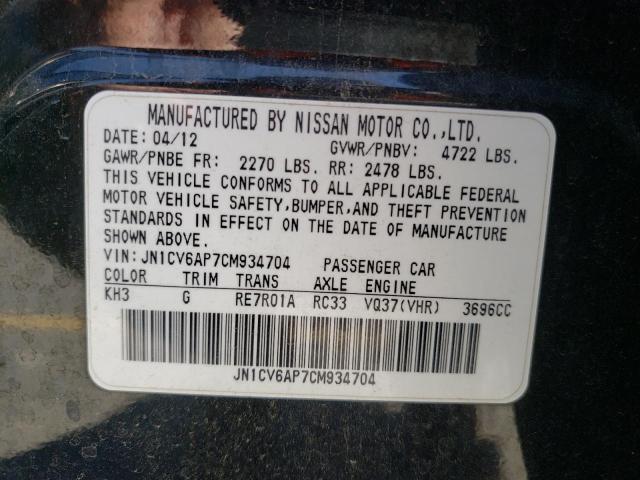 MANUFACTURED BY NISSAN MOTOR CO.,LTD.
DATE: 04/12 GVWR/PNBV: 4722 LBS.
GAWR/PNBE FR: 2270 LBS. RR: 2478 LBS.
THIS VEHICLE CONFORMS TO ALL APPLICABLE FEDERAL
MOTOR VEHICLE SAFETY,BUMPER,AND THEFT PREVENTION
STANDARDS IN EFFECT ON THE DATE OF MANUFACTURE
SHOWN ABOVE.
VIN: JN1CV6AP7CM934704 PASSENGER CAR
COLOR TRIM TRANS AXLE ENGINE
KH3 G RE7R01A RC33 VQ37(VHR) 3696CC
JN1CV6AP7CM934704